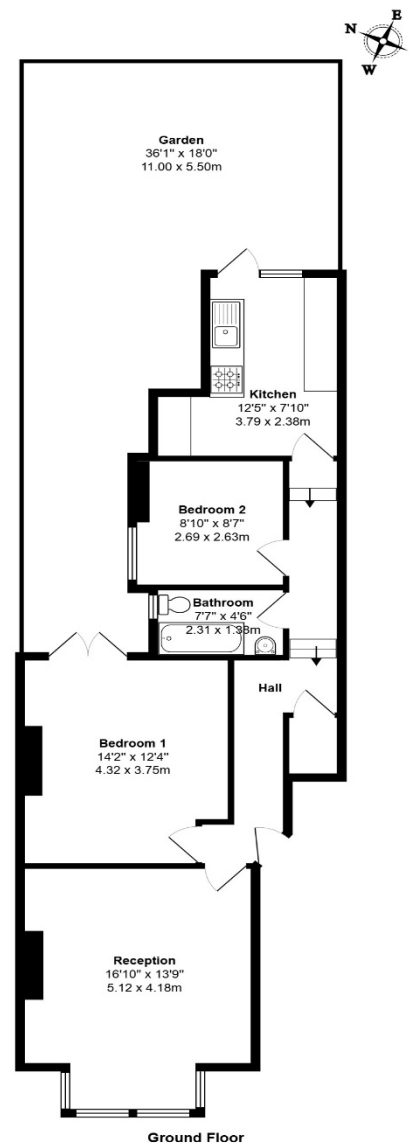 E
N
W
Garden
36'1" x 18'0"
11.00 x 5.50m
Kitchen
12'5" x 7'10"
3.79 x 2.38m
Bedroom 2
8'10" x 8'7"
2.69 x 2.63m
Bathroom
7'7" x 4'6"
2.31 x 1.38m
Hall
Bedroom 1
14'2" x 12'4"
4.32 x 3.75m
Reception
16'10" x 13'9"
5.12 x 4.18m
Ground Floor